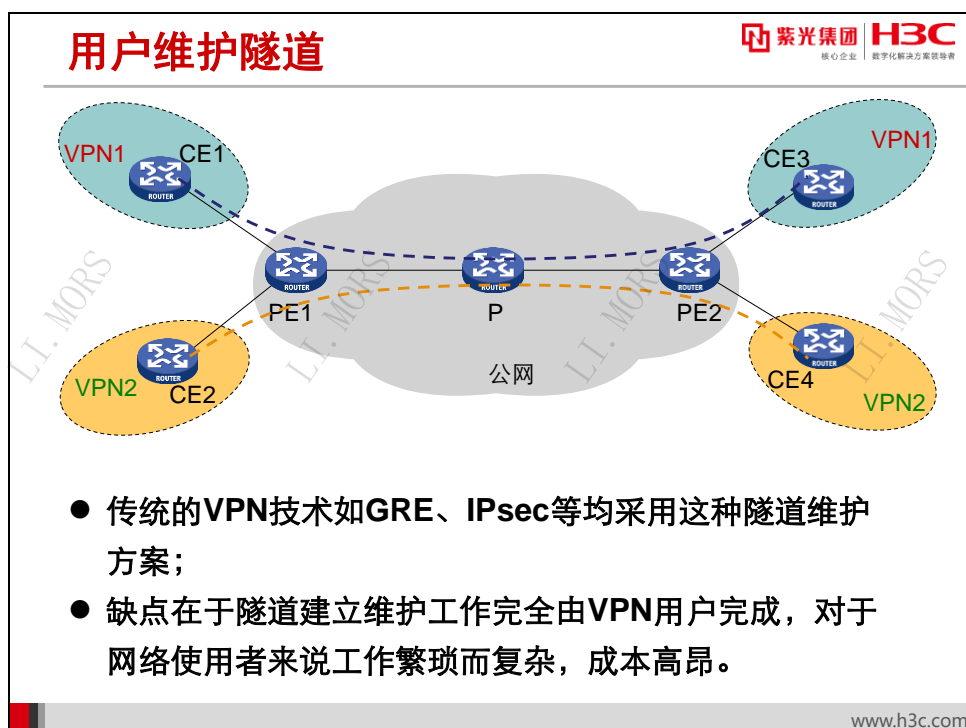 用户维护隧道
紫光集团
核心企业
H3C
数字化解决方案领导者
VPN1
CE1
ROUTER
VPN1
CE3
ROUTER
ROUTER
ROUTER
ROUTER
PE1
P
PE2
VPN2
CE2
ROUTER
公网
CE4
ROUTER
VPN2
LI. MORS
LI. MORS
LI. MORS
● 传统的VPN技术如GRE、IPsec等均采用这种隧道维护
方案；
● 缺点在于隧道建立维护工作完全由VPN用户完成，对于
网络使用者来说工作繁琐而复杂，成本高昂。
www.h3c.com